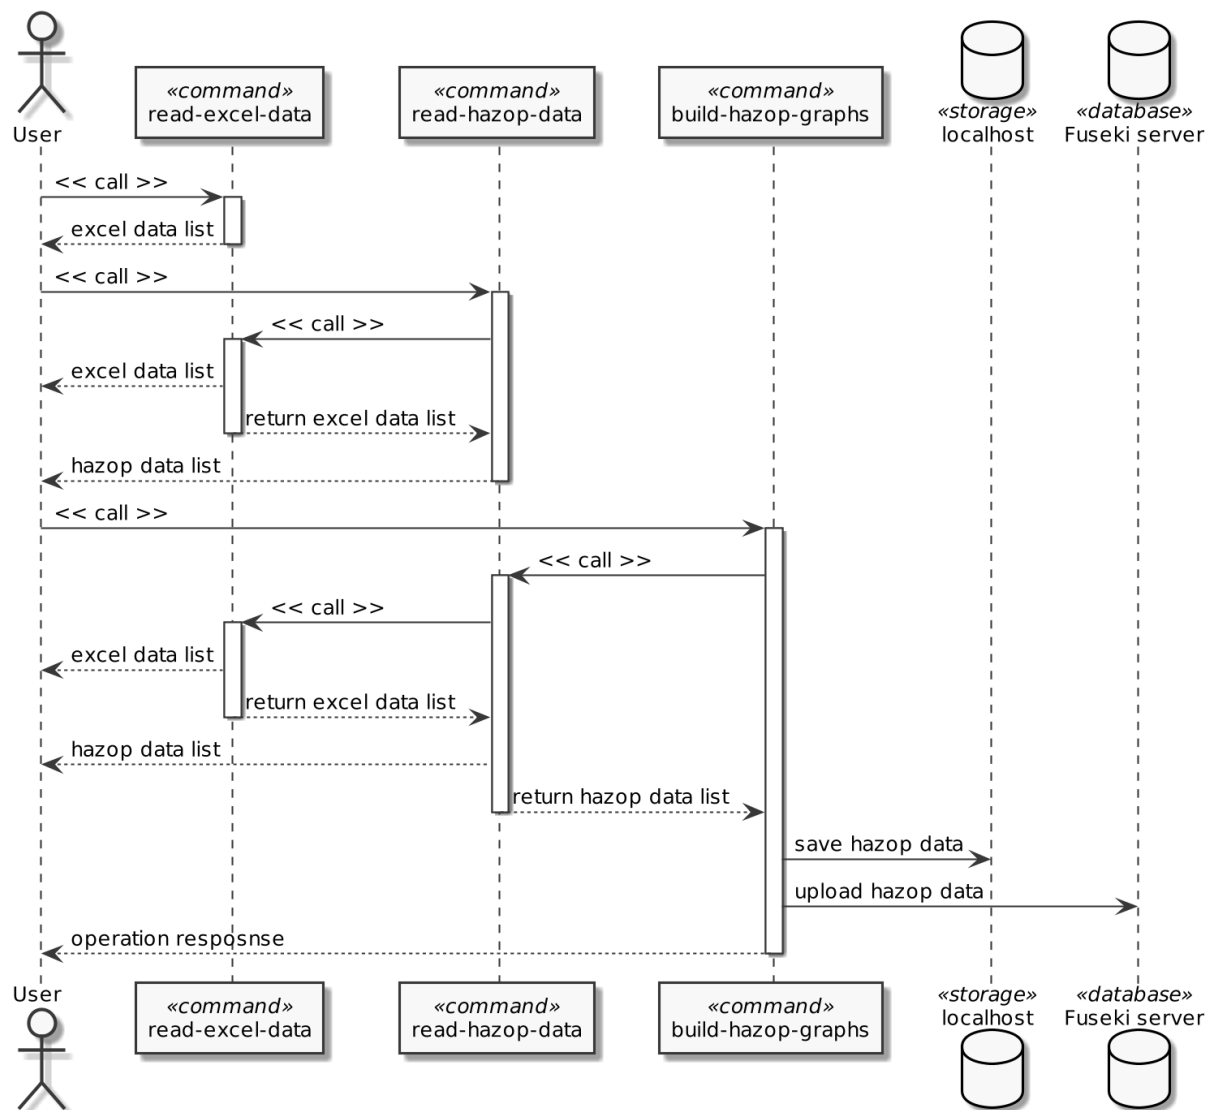 User
«command»
read-excel-data
«command»
read-hazop-data
«command»
build-hazop-graphs
«storage»
localhost
«database»
Fuseki server
<< call >>
excel data list
<< call >>
<< call >>
excel data list
return excel data list
hazop data list
<< call >>
<< call >>
<< call >>
excel data list
return excel data list
hazop data list
return hazop data list
save hazop data
upload hazop data
operation resposnse
User
«command»
read-excel-data
«command»
read-hazop-data
«command»
build-hazop-graphs
«storage»
localhost
«database»
Fuseki server